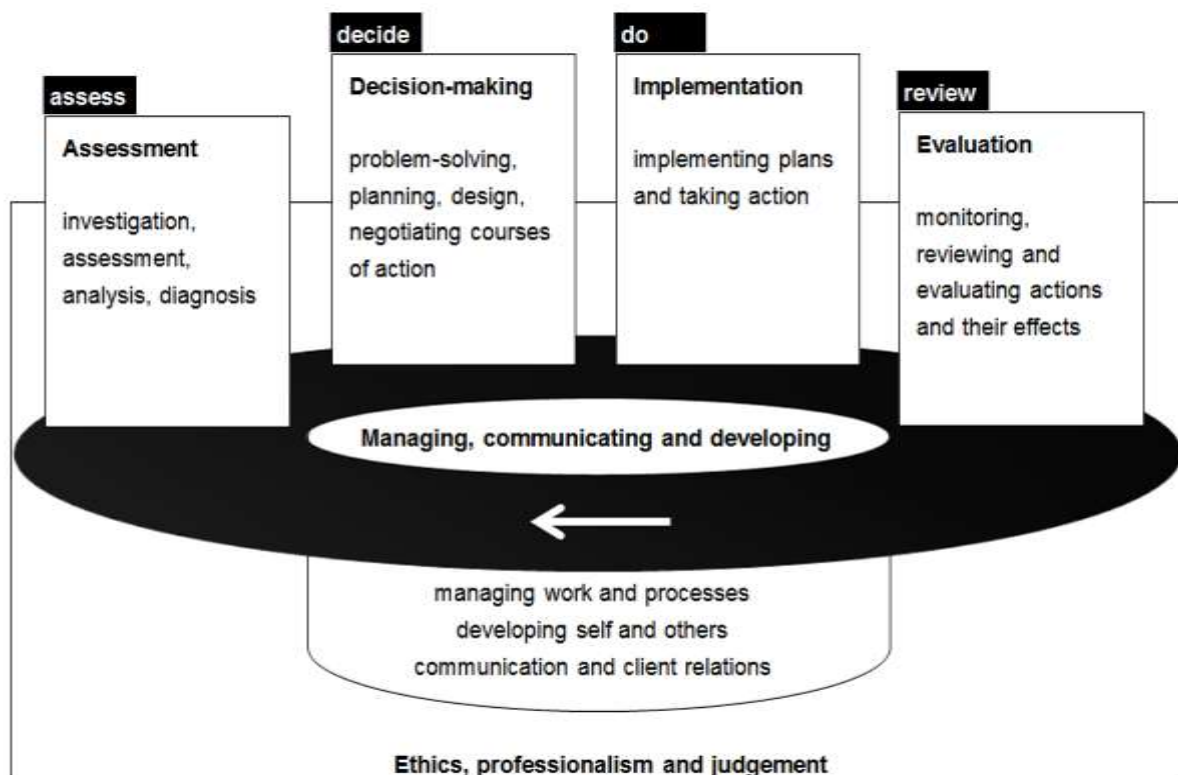 assess
Assessment
investigation,
assessment,
analysis, diagnosis
decide
Decision-making
problem-solving,
planning, design,
negotiating courses
of action
do
Implementation
implementing plans
and taking action
review
Evaluation
monitoring,
reviewing and
evaluating actions
and their effects
Managing, communicating and developing
managing work and processes
developing self and others
communication and client relations
Ethics, professionalism and judgement